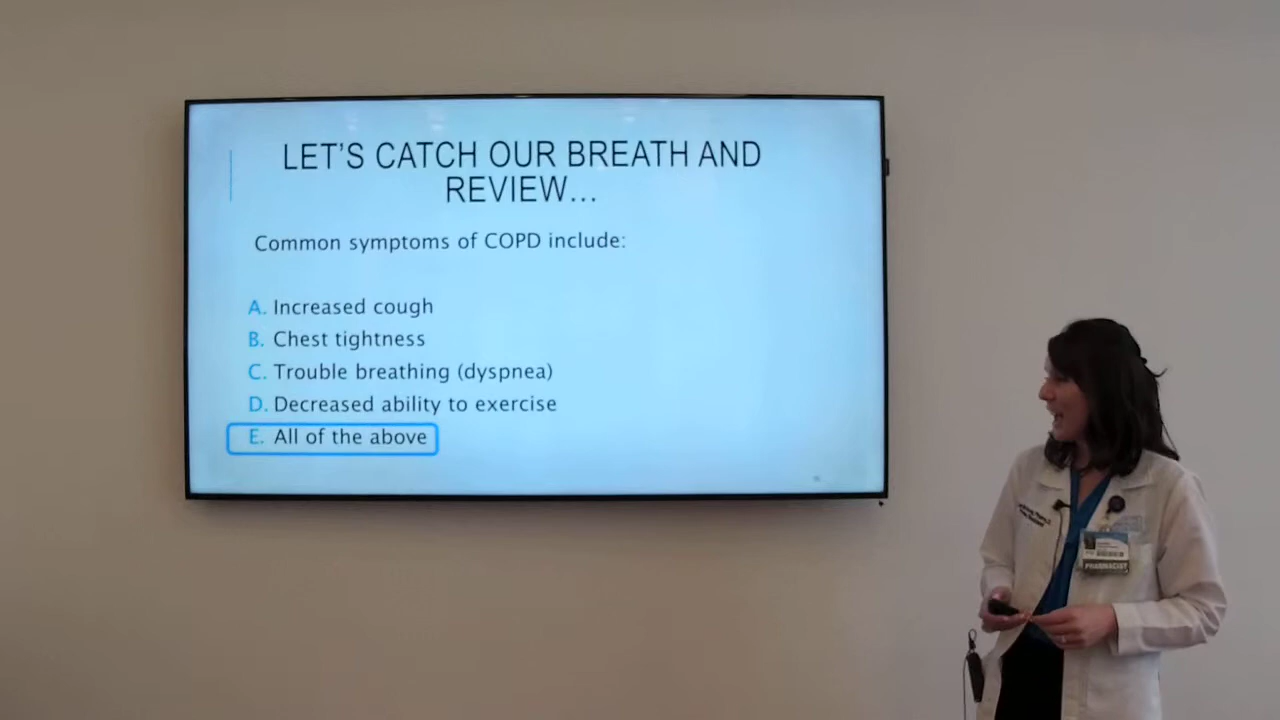 LET'S CATCH OUR BREATH AND
REVIEW...
Common symptoms of COPD include:
A. Increased cough
B. Chest tightness
C. Trouble breathing (dyspnea)
D. Decreased ability to exercise
E. All of the above
PHARMACIST